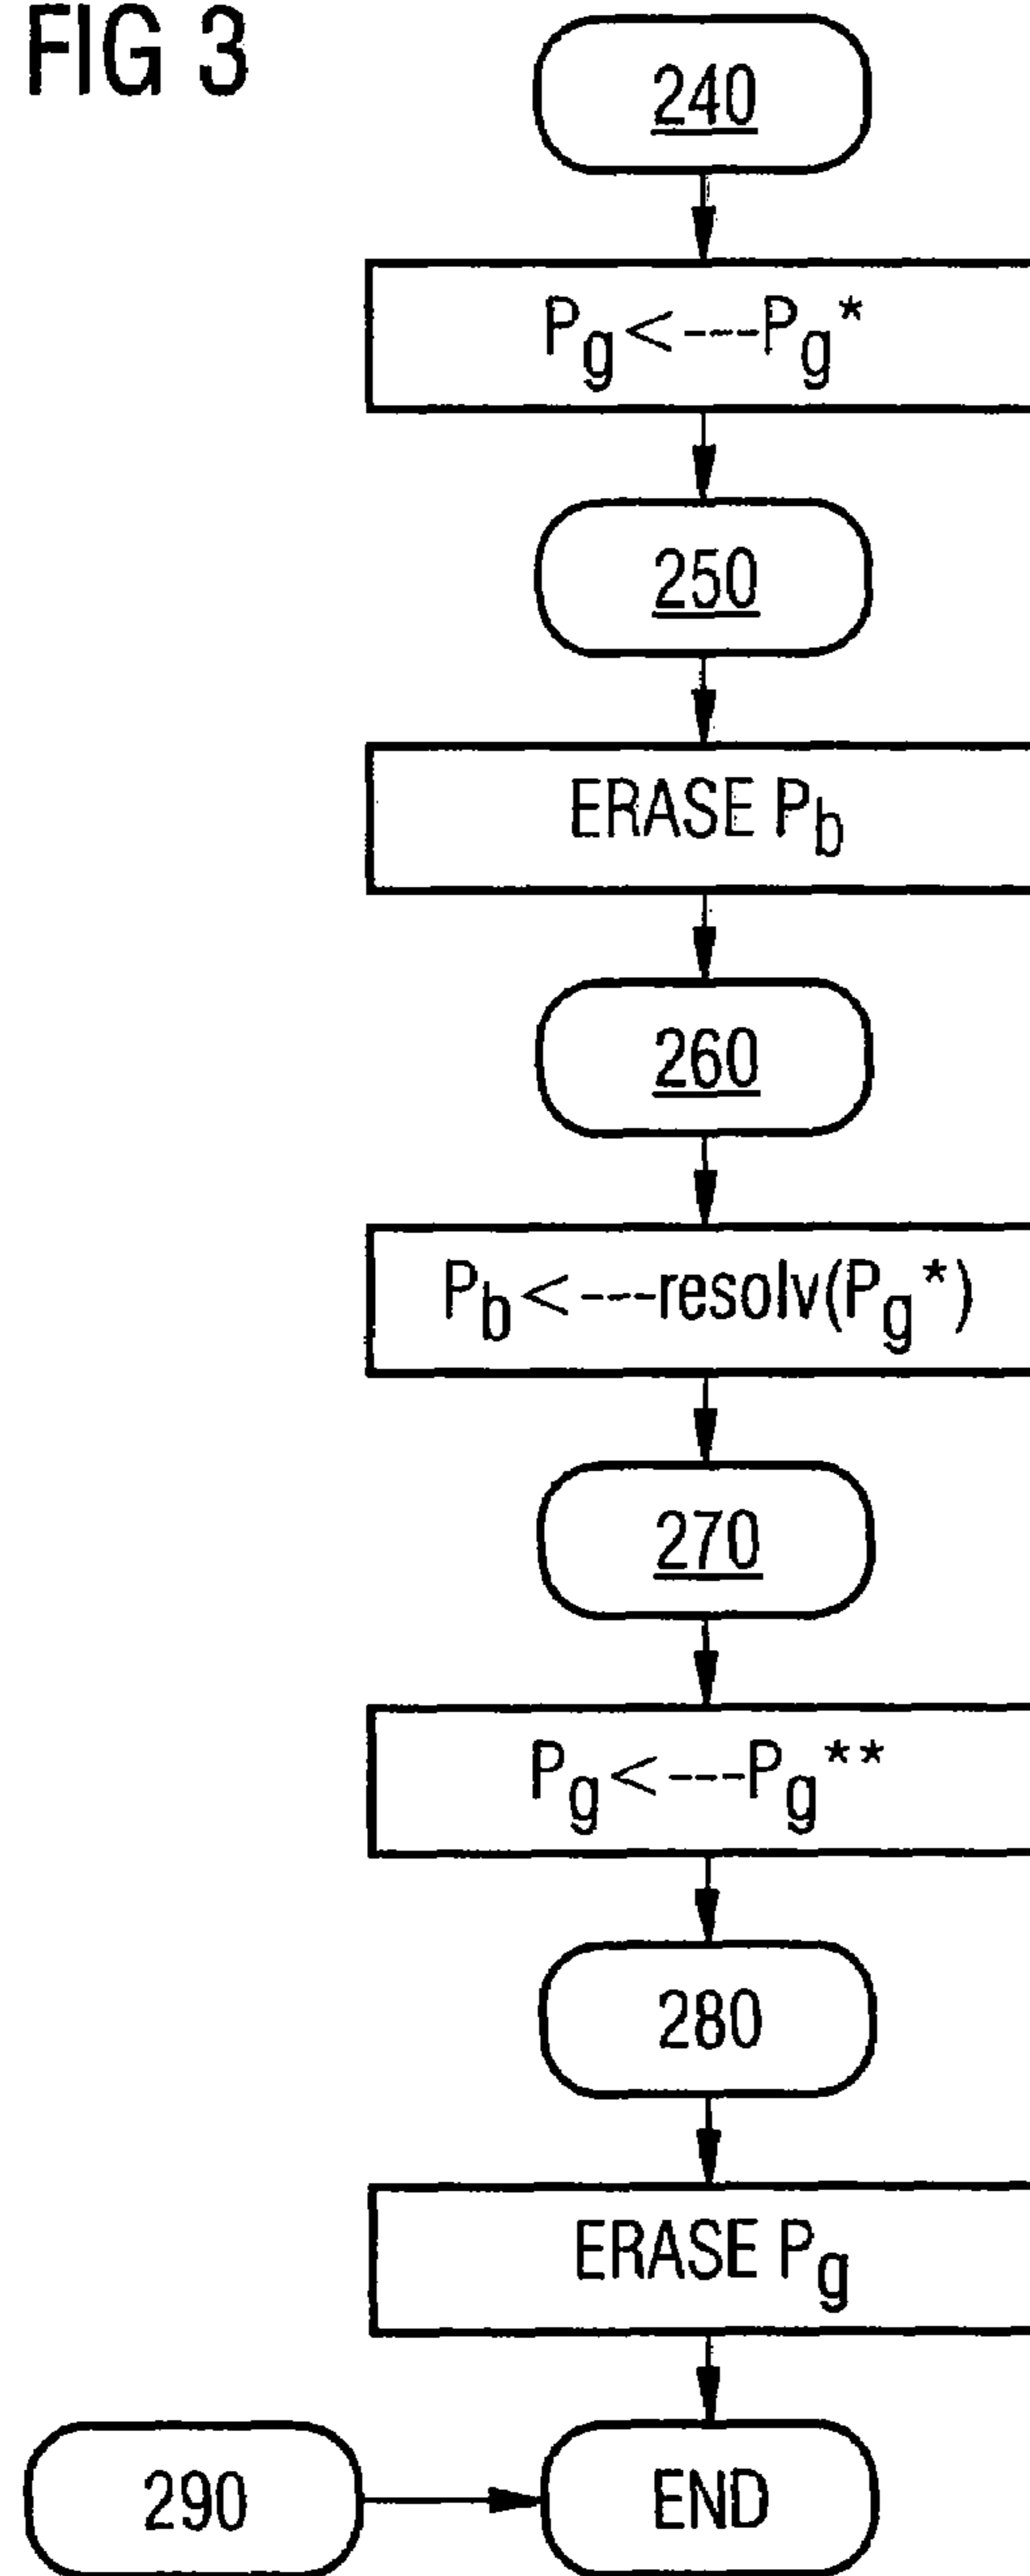 FIG 3
240
Pg<---Pg*
250
ERASE Pb
260
Pb<---resolv(Pg*)
270
Pg<---Pg**
280
ERASE Pg
290
END